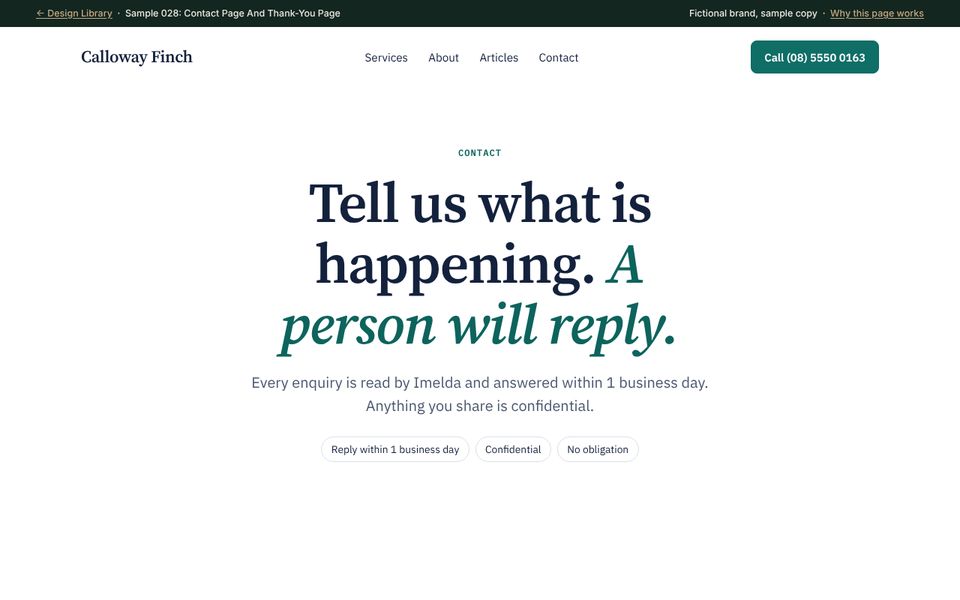 ← Design Library · Sample 028: Contact Page And Thank-You Page
Fictional brand, sample copy · Why this page works
Calloway Finch
Services
About
Articles
Contact
Call (08) 5550 0163
CONTACT
Tell us what is
happening. A
person will reply.
Every enquiry is read by Imelda and answered within 1 business day.
Anything you share is confidential.
Reply within 1 business day
Confidential
No obligation